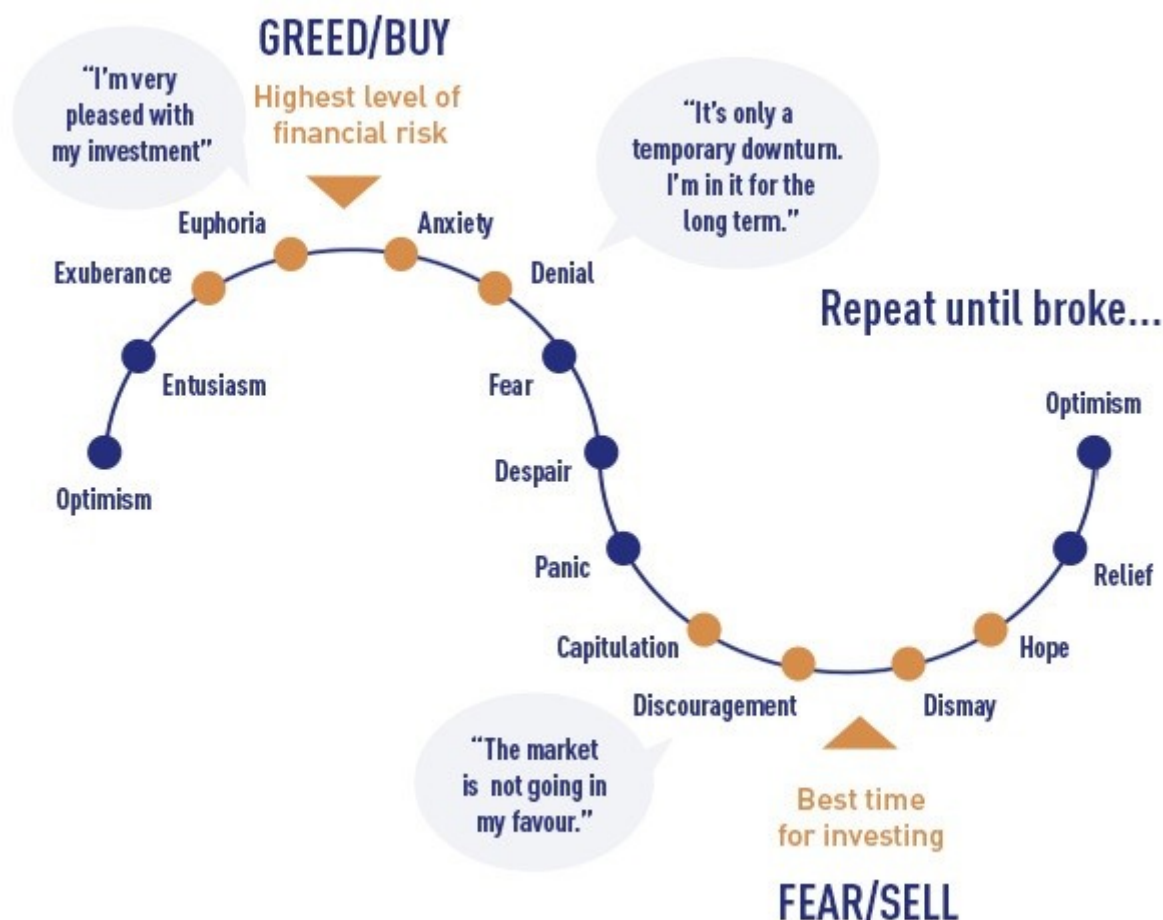 GREED/BUY
Highest level of
financial risk
“I’m very
pleased with
my investment”
“It’s only a
temporary downturn.
I’m in it for the
long term.”
Euphoria
Anxiety
Exuberance
Denial
Repeat until broke...
Entusiasm
Fear
Optimism
Optimism
Despair
Panic
Relief
Capitulation
Hope
Discouragement
Dismay
“The market
is not going in
my favour.”
Best time
for investing
FEAR/SELL